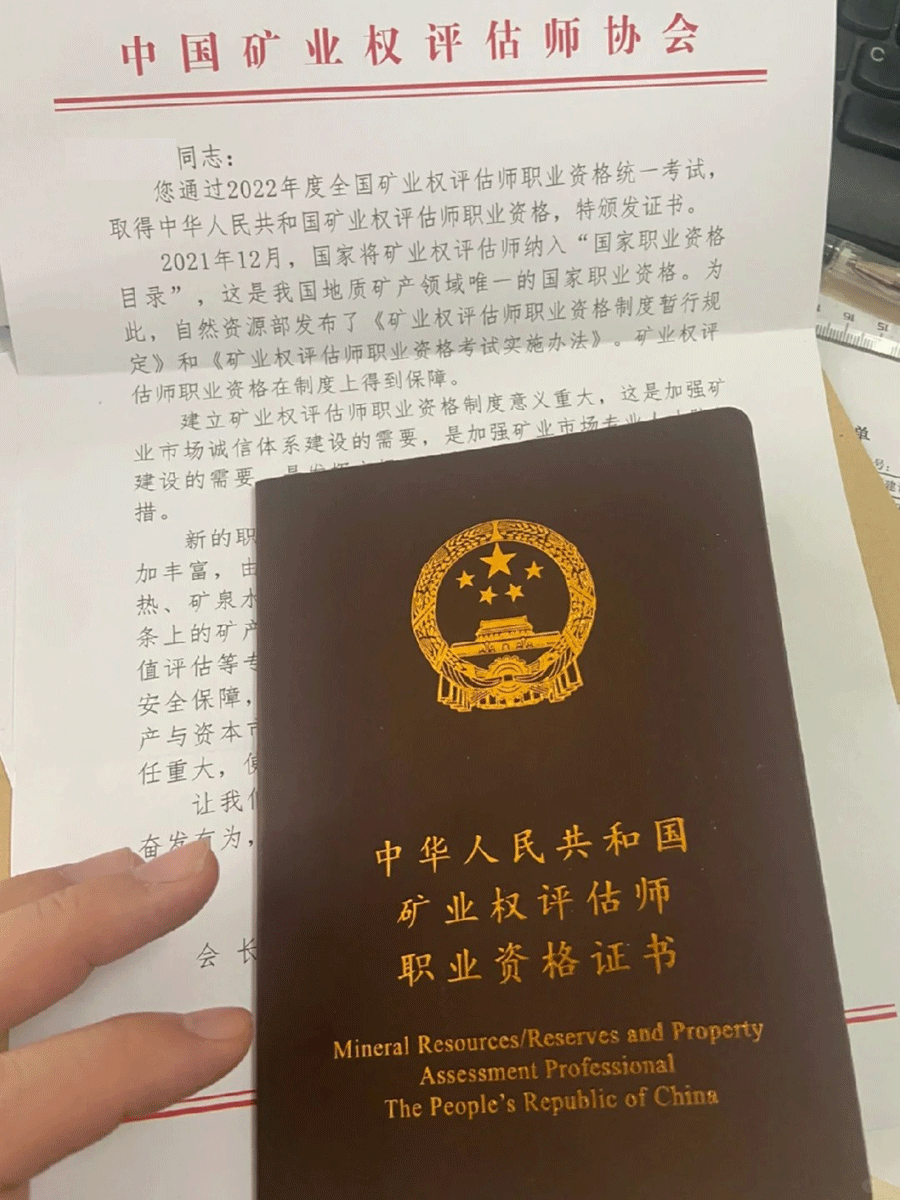 中国矿业权评估师协会
同志：
您通过2022年度全国矿业权评估师职业资格统一考试，
取得中华人民共和国矿业权评估师职业资格，特颁发证书。
2021年12月，国家将矿业权评估师纳入“国家职业资格
目录”，这是我国地质矿产领域唯一的国家职业资格。为
此，自然资源部发布了《矿业权评估师职业资格制度暂行规
定》和《矿业权评估师职业资格考试实施办法》。矿业权评
估师职业资格在制度上得到保障。
建立矿业权评估师职业资格制度意义重大，这是加强矿
业市场诚信体系建设的需要，是加强矿业市场专业人
建设的需要
措。
新的职
加丰富，由
热、矿泉水
条上的矿产
值评估等专
安全保障，
产与资本市
任重大，使
让我们
奋发有为，
会长
中华人民共和国
矿业权评估师
职业资格证书
Mineral Resources/Reserves and Property
Assessment Professional
The People's Republic of China
C
15
16
号：